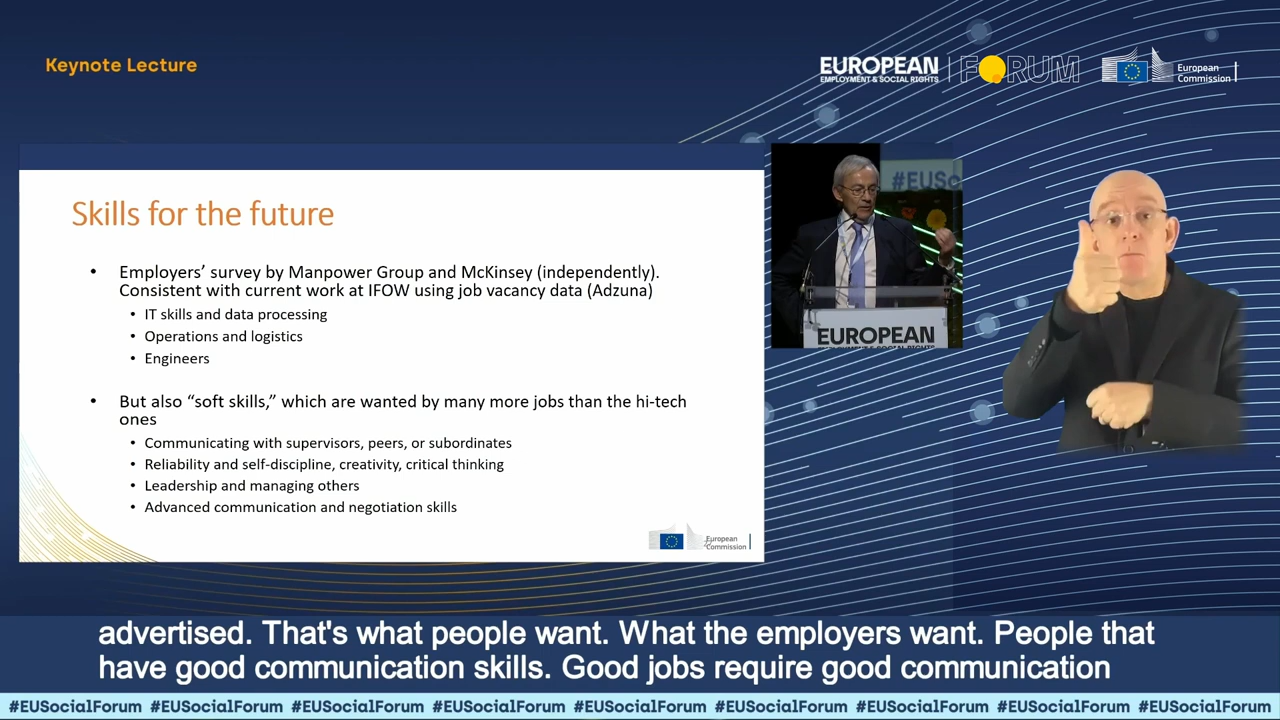 Keynote Lecture
EUROPEAN
EMPLOYMENT & SOCIAL RIGHTS
FORUM
European
Commission
#EUSo
EUROPEAN
Skills for the future
• Employers’ survey by Manpower Group and McKinsey (independently).
Consistent with current work at IFOW using job vacancy data (Adzuna)
• IT skills and data processing
• Operations and logistics
• Engineers
• But also “soft skills,” which are wanted by many more jobs than the hi-tech
ones
• Communicating with supervisors, peers, or subordinates
• Reliability and self-discipline, creativity, critical thinking
• Leadership and managing others
• Advanced communication and negotiation skills
European
Commission
advertised. That's what people want. What the employers want. People that
have good communication skills. Good jobs require good communication
#EUSocialForum #EUSocialForum #EUSocialForum #EUSocialForum #EUSocialForum #EUSocialForum #EUSocialForum #EUSocialForum #EUSocialForum